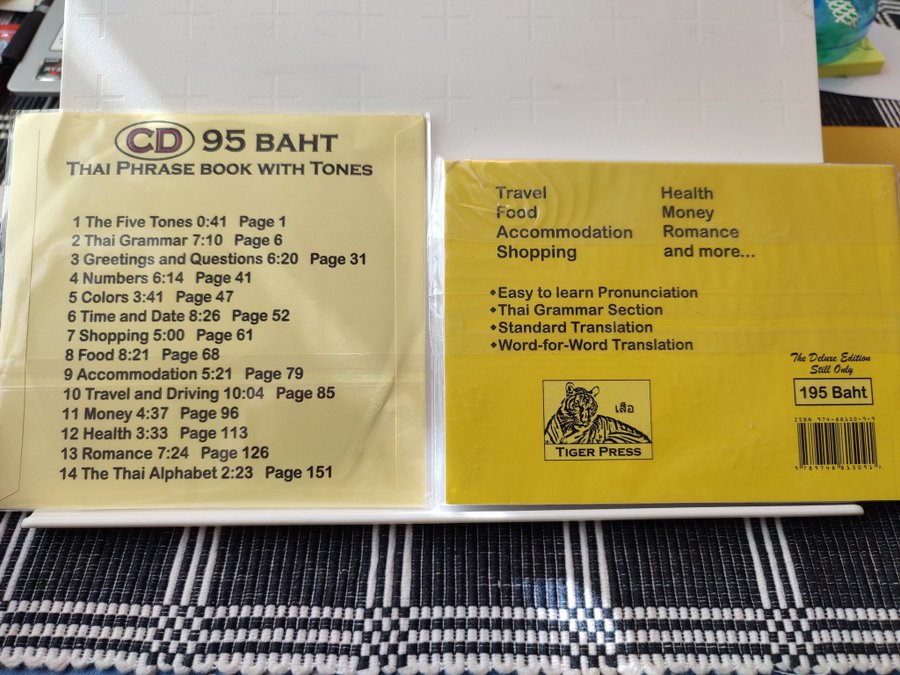 CD 95 BAHT
THAI PHRASE BOOK WITH TONES
1 The Five Tones 0:41 Page 1
2 Thai Grammar 7:10 Page 6
3 Greetings and Questions 6:20 Page 31
4 Numbers 6:14 Page 41
5 Colors 3:41 Page 47
6 Time and Date 8:26 Page 52
7 Shopping 5:00 Page 61
8 Food 8:21 Page 68
9 Accommodation 5:21 Page 79
10 Travel and Driving 10:04 Page 85
11 Money 4:37 Page 96
12 Health 3:33 Page 113
13 Romance 7:24 Page 126
14 The Thai Alphabet 2:23 Page 151
Travel Health
Food Money
Accommodation Romance
Shopping and more...
◆Easy to learn Pronunciation
◆Thai Grammar Section
◆Standard Translation
◆Word-for-Word Translation
The Deluxe Edition
Still Only
195 Baht
เสือ
TIGER PRESS